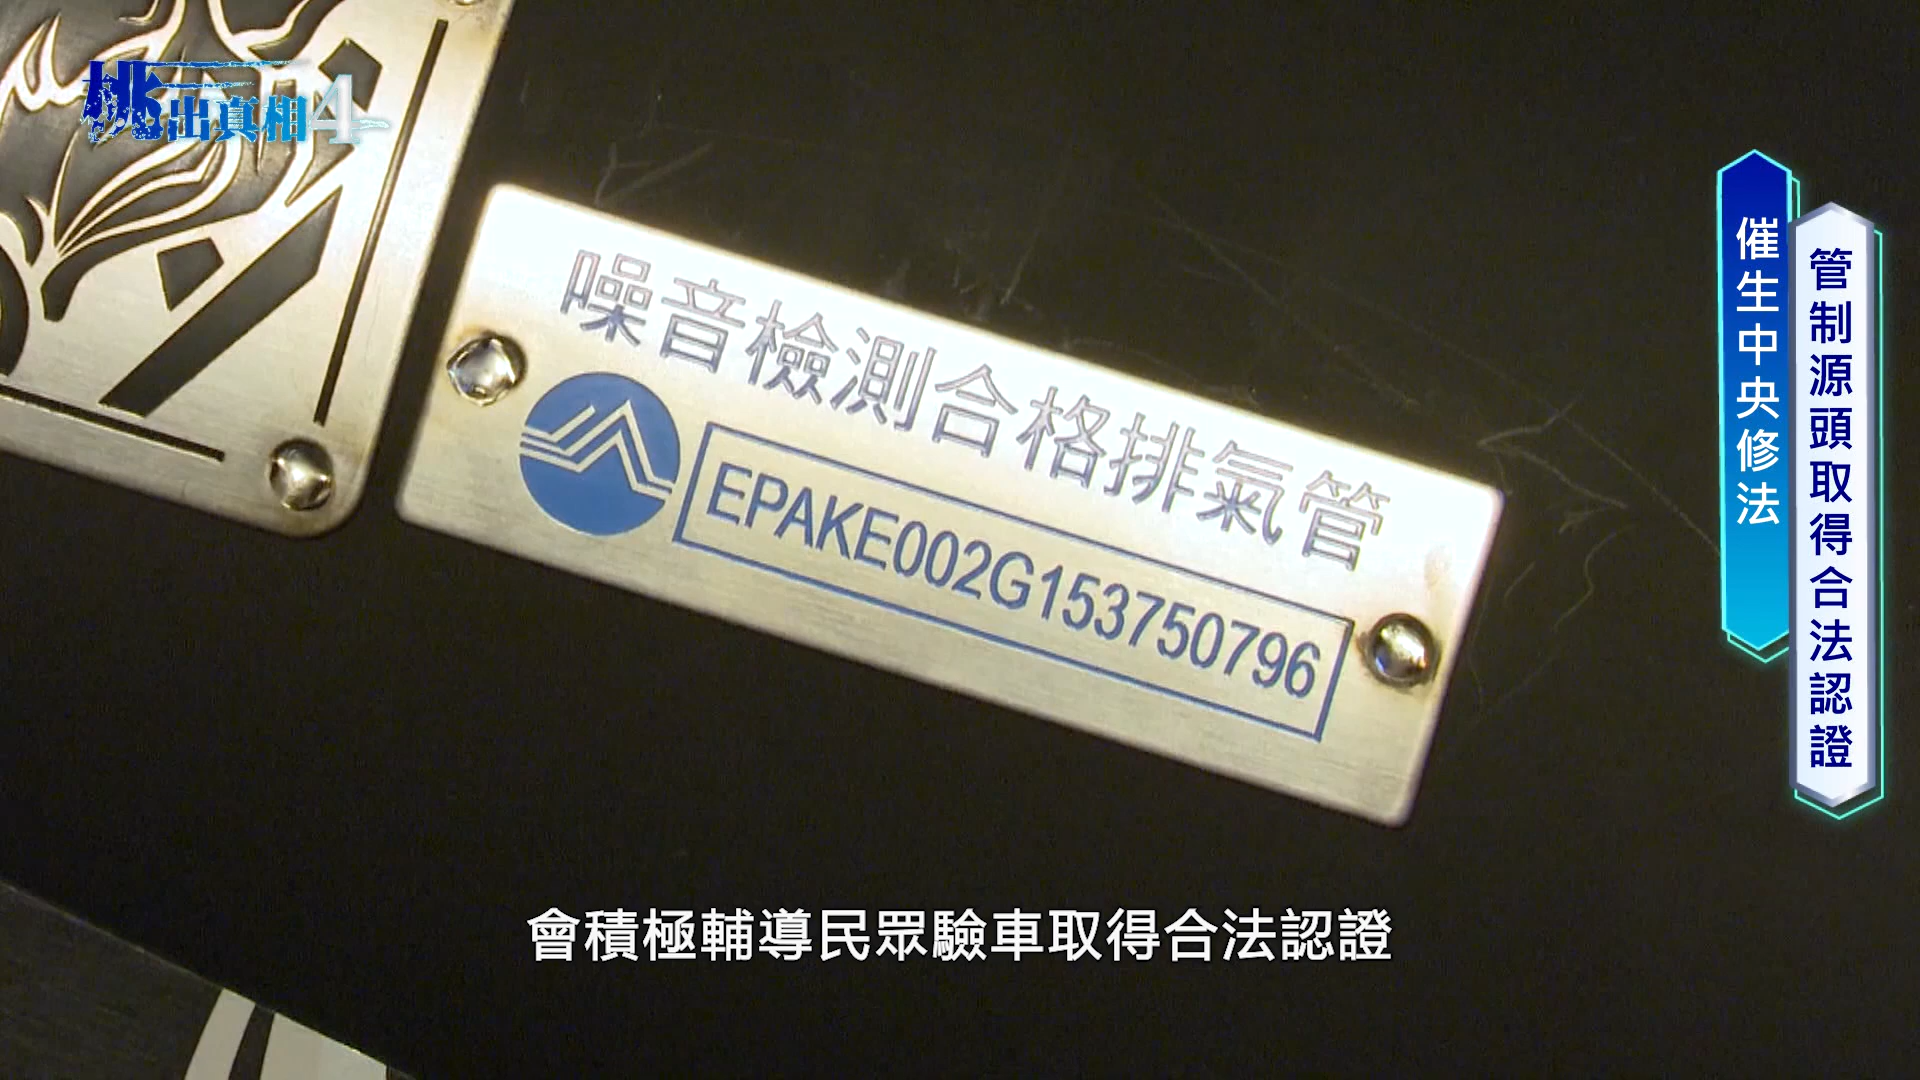 桃出真相4
噪音檢測合格排氣管
EPAKE002G153750796
催生中央修法
管制源頭取得合法認證
會積極輔導民眾驗車取得合法認證